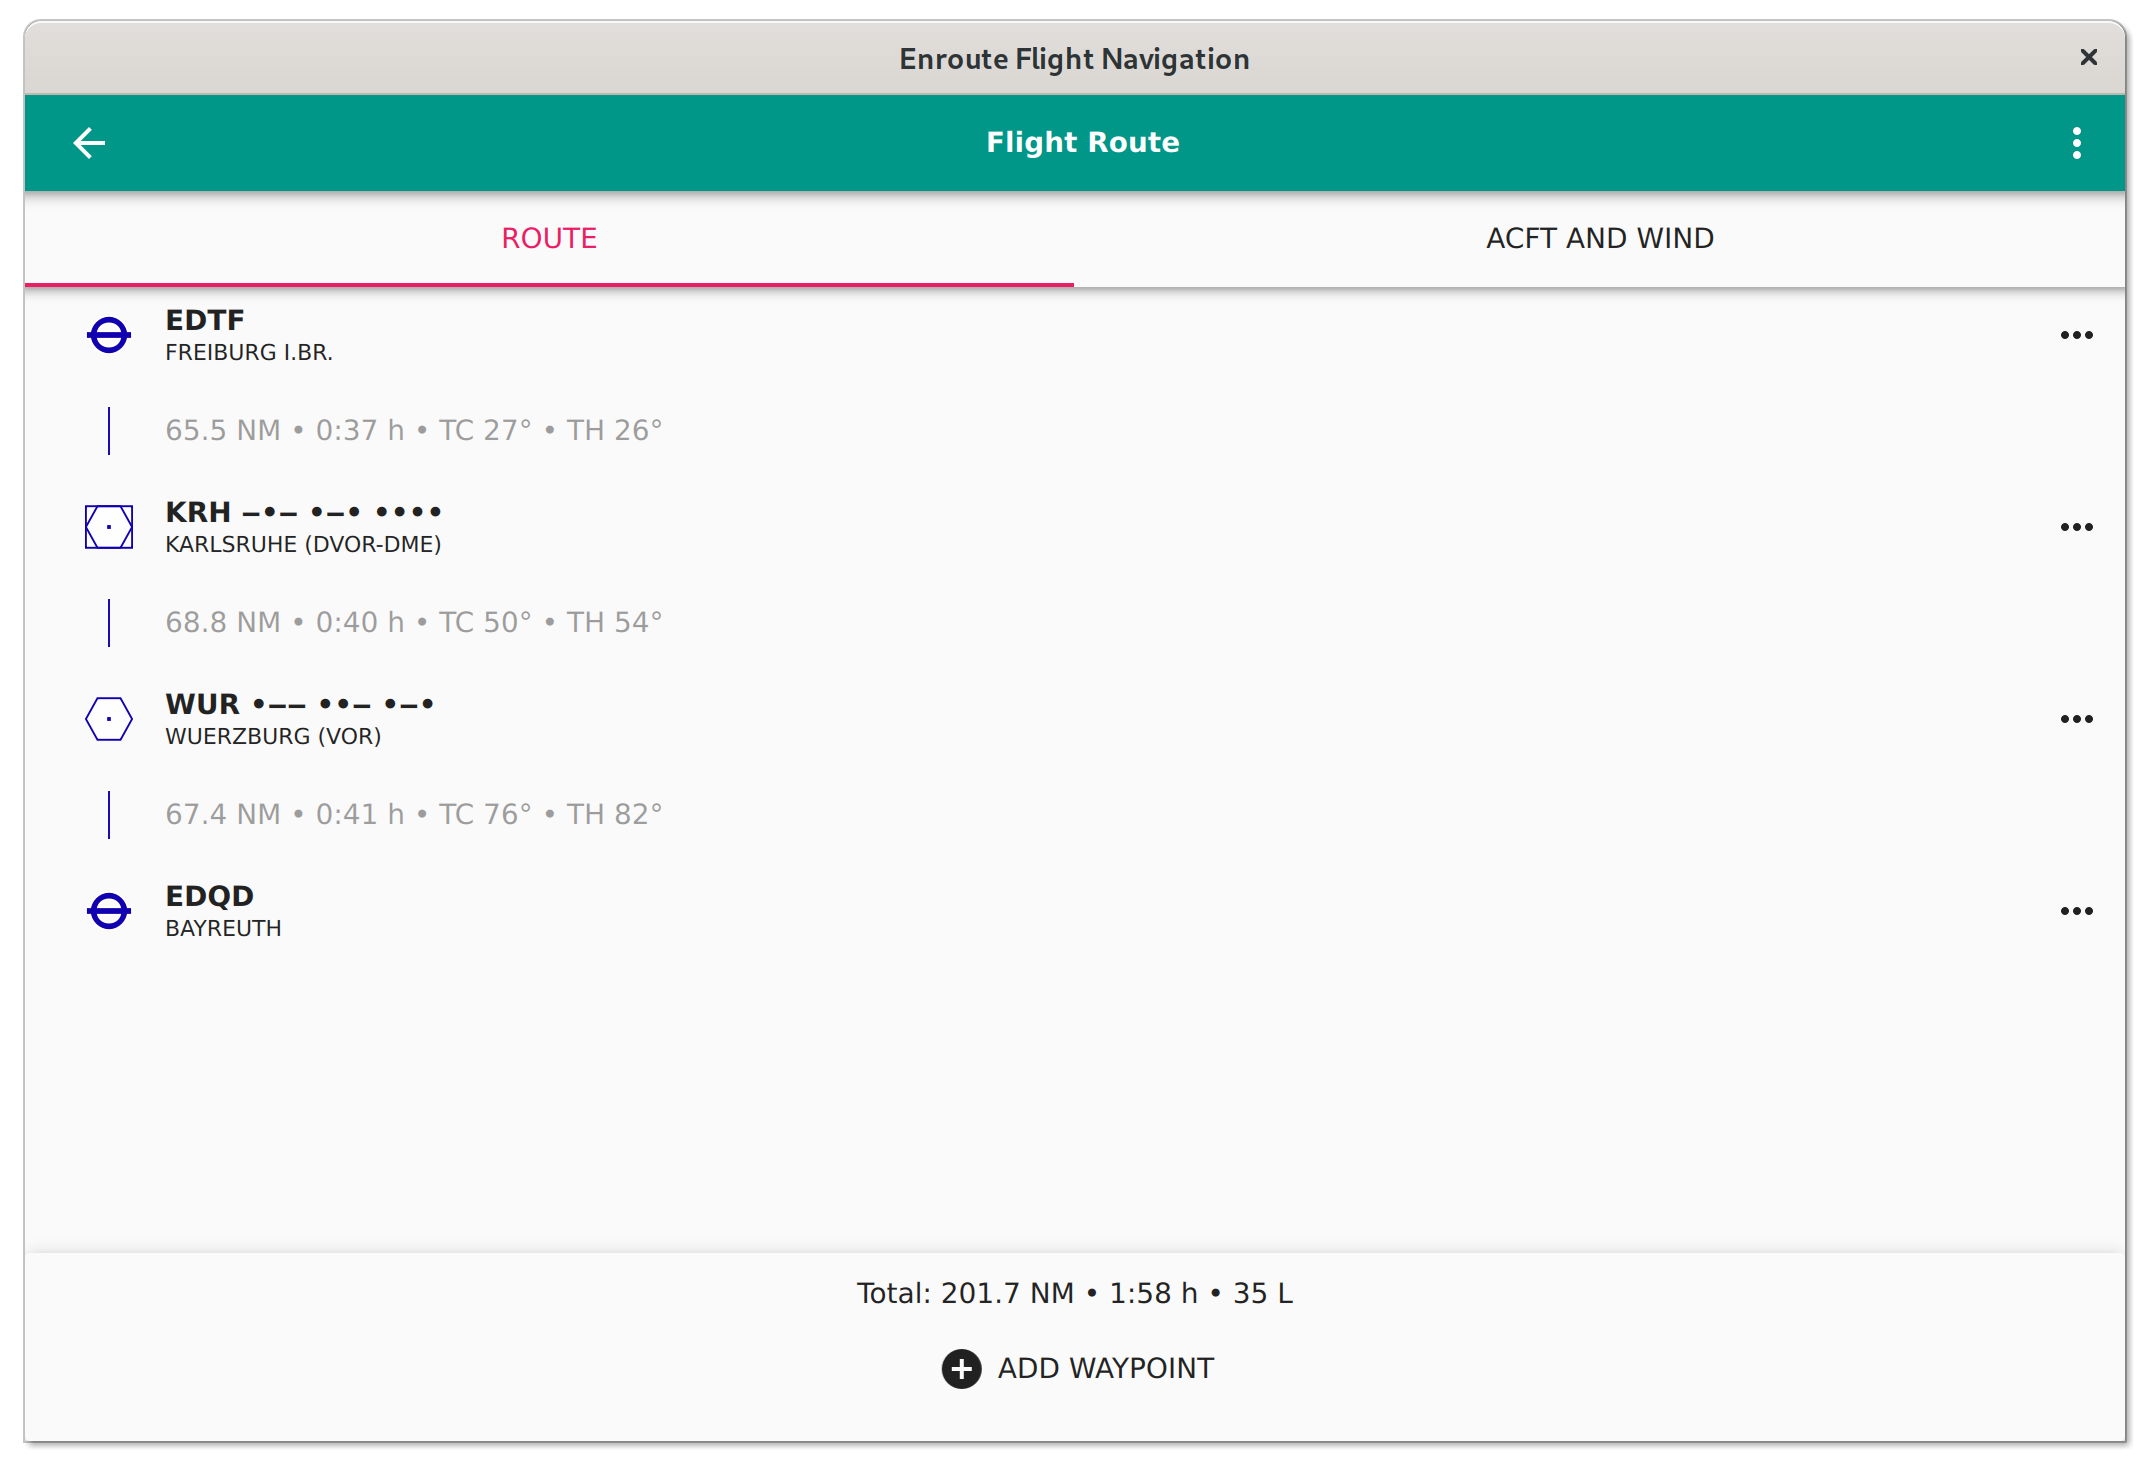 Enroute Flight Navigation
Flight Route
ROUTE
ACFT AND WIND
EDTF
FREIBURG I.BR.
65.5 NM • 0:37 h • TC 27° • TH 26°
KRH –•– •–• ••••
KARLSRUHE (DVOR-DME)
68.8 NM • 0:40 h • TC 50° • TH 54°
WUR •–– ••– •–•
WUERZBURG (VOR)
67.4 NM • 0:41 h • TC 76° • TH 82°
EDQD
BAYREUTH
Total: 201.7 NM • 1:58 h • 35 L
ADD WAYPOINT